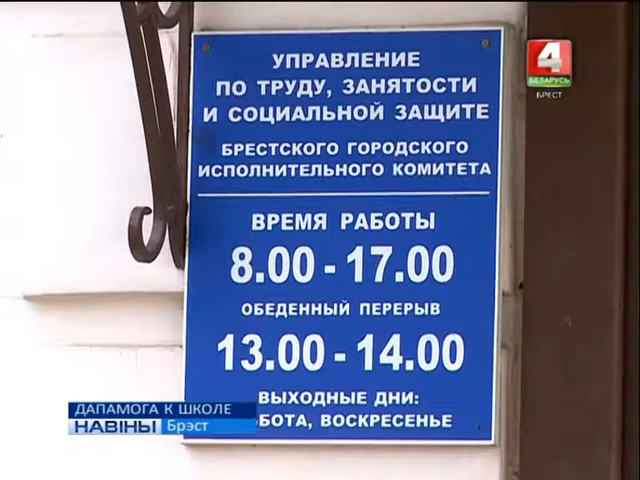 УПРАВЛЕНИЕ
ПО ТРУДУ, ЗАНЯТОСТИ
И СОЦИАЛЬНОЙ ЗАЩИТЕ
БРЕСТСКОГО ГОРОДСКОГО
ИСПОЛНИТЕЛЬНОГО КОМИТЕТА
ВРЕМЯ РАБОТЫ
8.00 - 17.00
ОБЕДЕННЫЙ ПЕРЕРЫВ
13.00 - 14.00
ВЫХОДНЫЕ ДНИ:
ВОСКРЕСЕНЬЕ
4
БЕЛАРУСЬ
БРЕСТ
ДАПАМОГА К ШКОЛЕ
НАВІНЫ Брэст